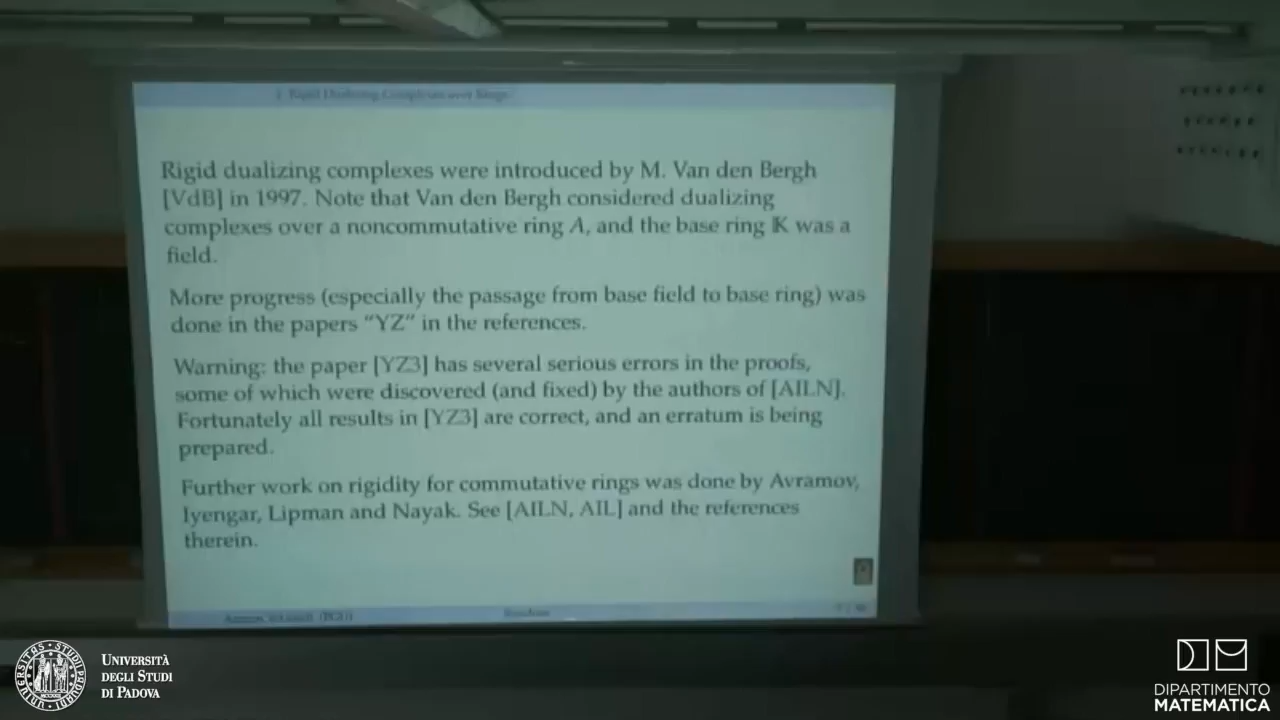 Rigid Dualizing Complexes over Rings
Rigid dualizing complexes were introduced by M. Van den Bergh
[VdB] in 1997. Note that Van den Bergh considered dualizing
complexes over a noncommutative ring A, and the base ring 𝕂 was a
field.
More progress (especially the passage from base field to base ring) was
done in the papers “YZ” in the references.
Warning: the paper [YZ3] has several serious errors in the proofs,
some of which were discovered (and fixed) by the authors of [AILN].
Fortunately all results in [YZ3] are correct, and an erratum is being
prepared.
Further work on rigidity for commutative rings was done by Avramov,
Iyengar, Lipman and Nayak. See [AILN, AIL] and the references
therein.
UNIVERSITÀ
DEGLI STUDI
DI PADOVA
DIPARTIMENTO
MATEMATICA